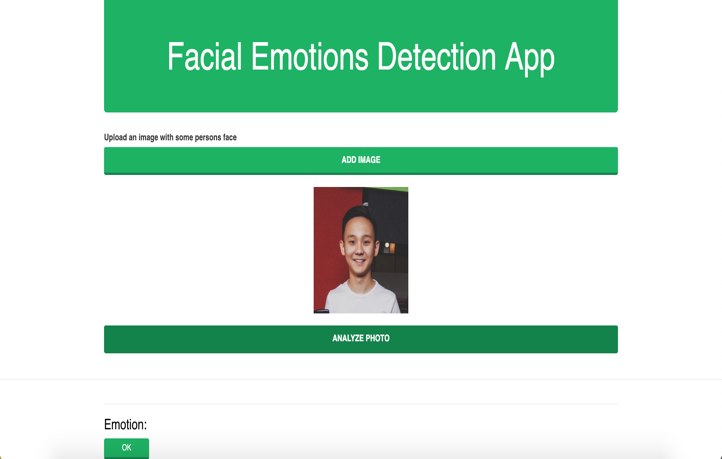 Facial Emotions Detection App
Upload an image with some persons face
ADD IMAGE
ANALYZE PHOTO
Emotion:
OK